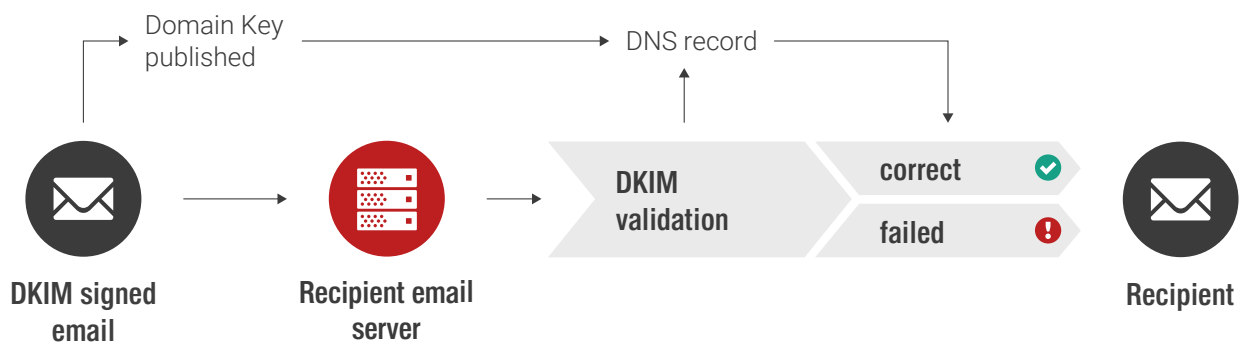 Domain Key
published
DNS record
DKIM
validation
correct
failed
DKIM signed
email
Recipient email
server
Recipient